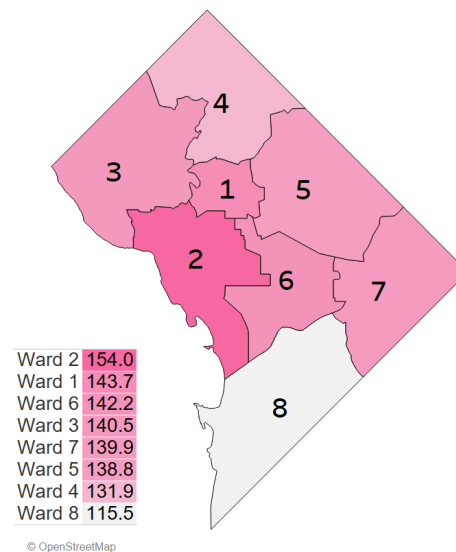 4
3
1
5
2
6
7
8
Ward 2 154.0
Ward 1 143.7
Ward 6 142.2
Ward 3 140.5
Ward 7 139.9
Ward 5 138.8
Ward 4 131.9
Ward 8 115.5
© OpenStreetMap